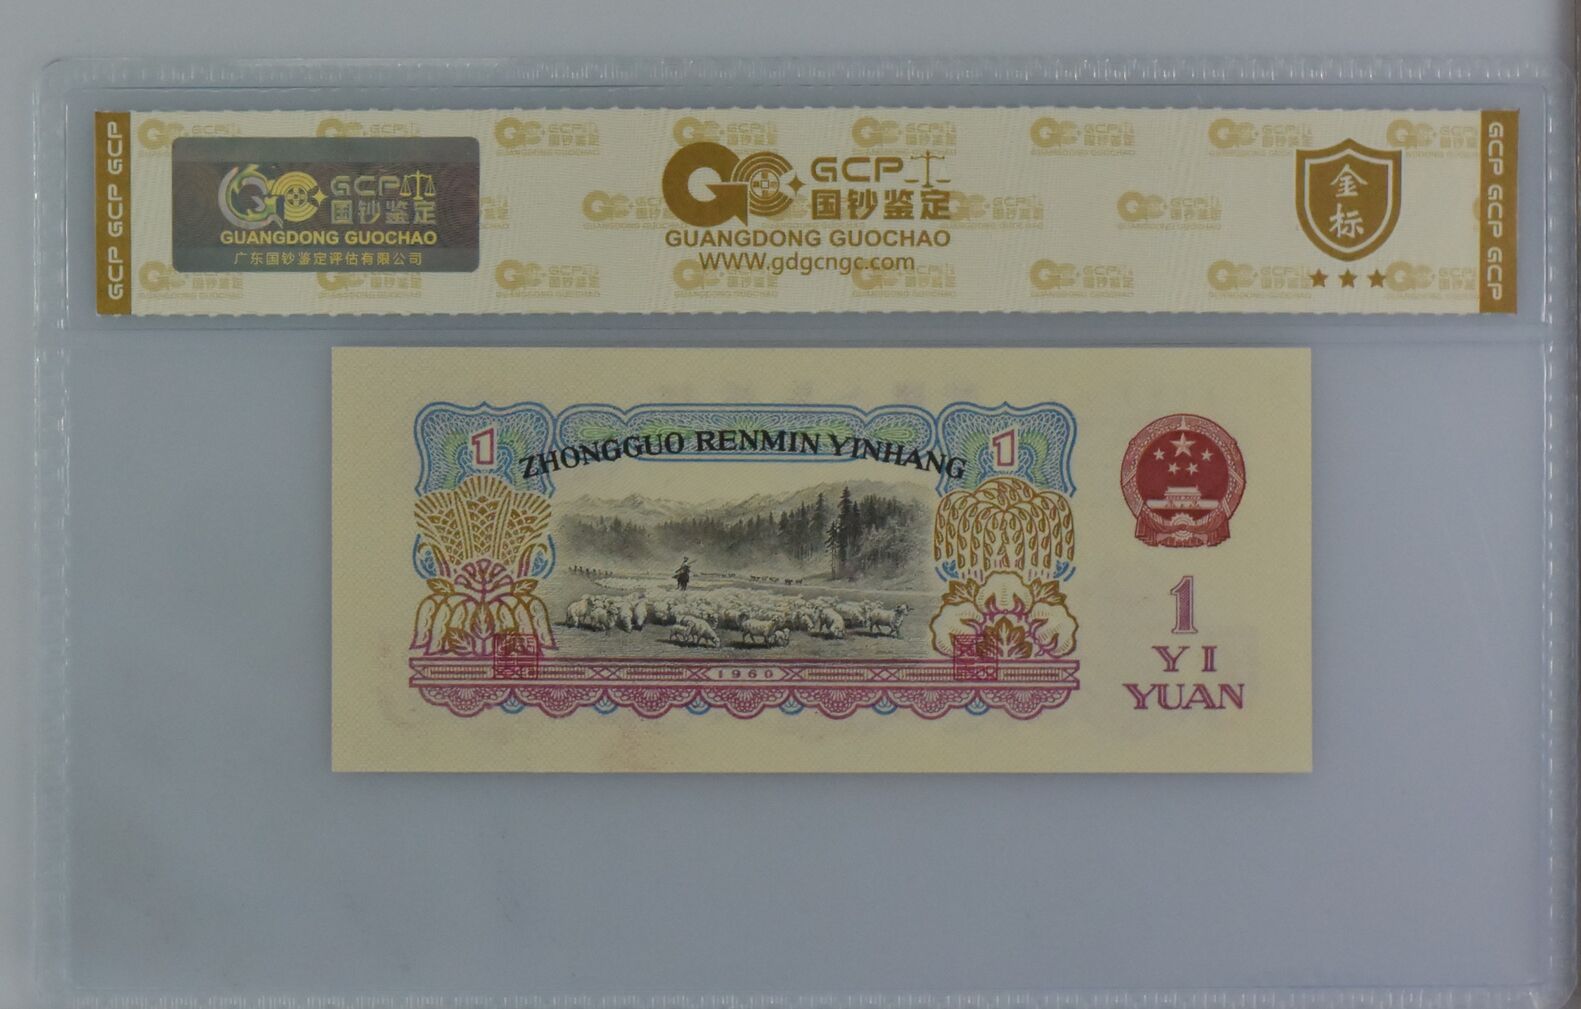 GCP GCP GCP
GCP
国钞鉴定
GUANGDONG GUOCHAO
广东国钞鉴定评估有限公司
GCP
国钞鉴定
GUANGDONG GUOCHAO
WWW.gdgcngc.com
金标
GCP GCP GCP
1
ZHONGGUO RENMIN YINHANG
1
1960
1
YI
YUAN